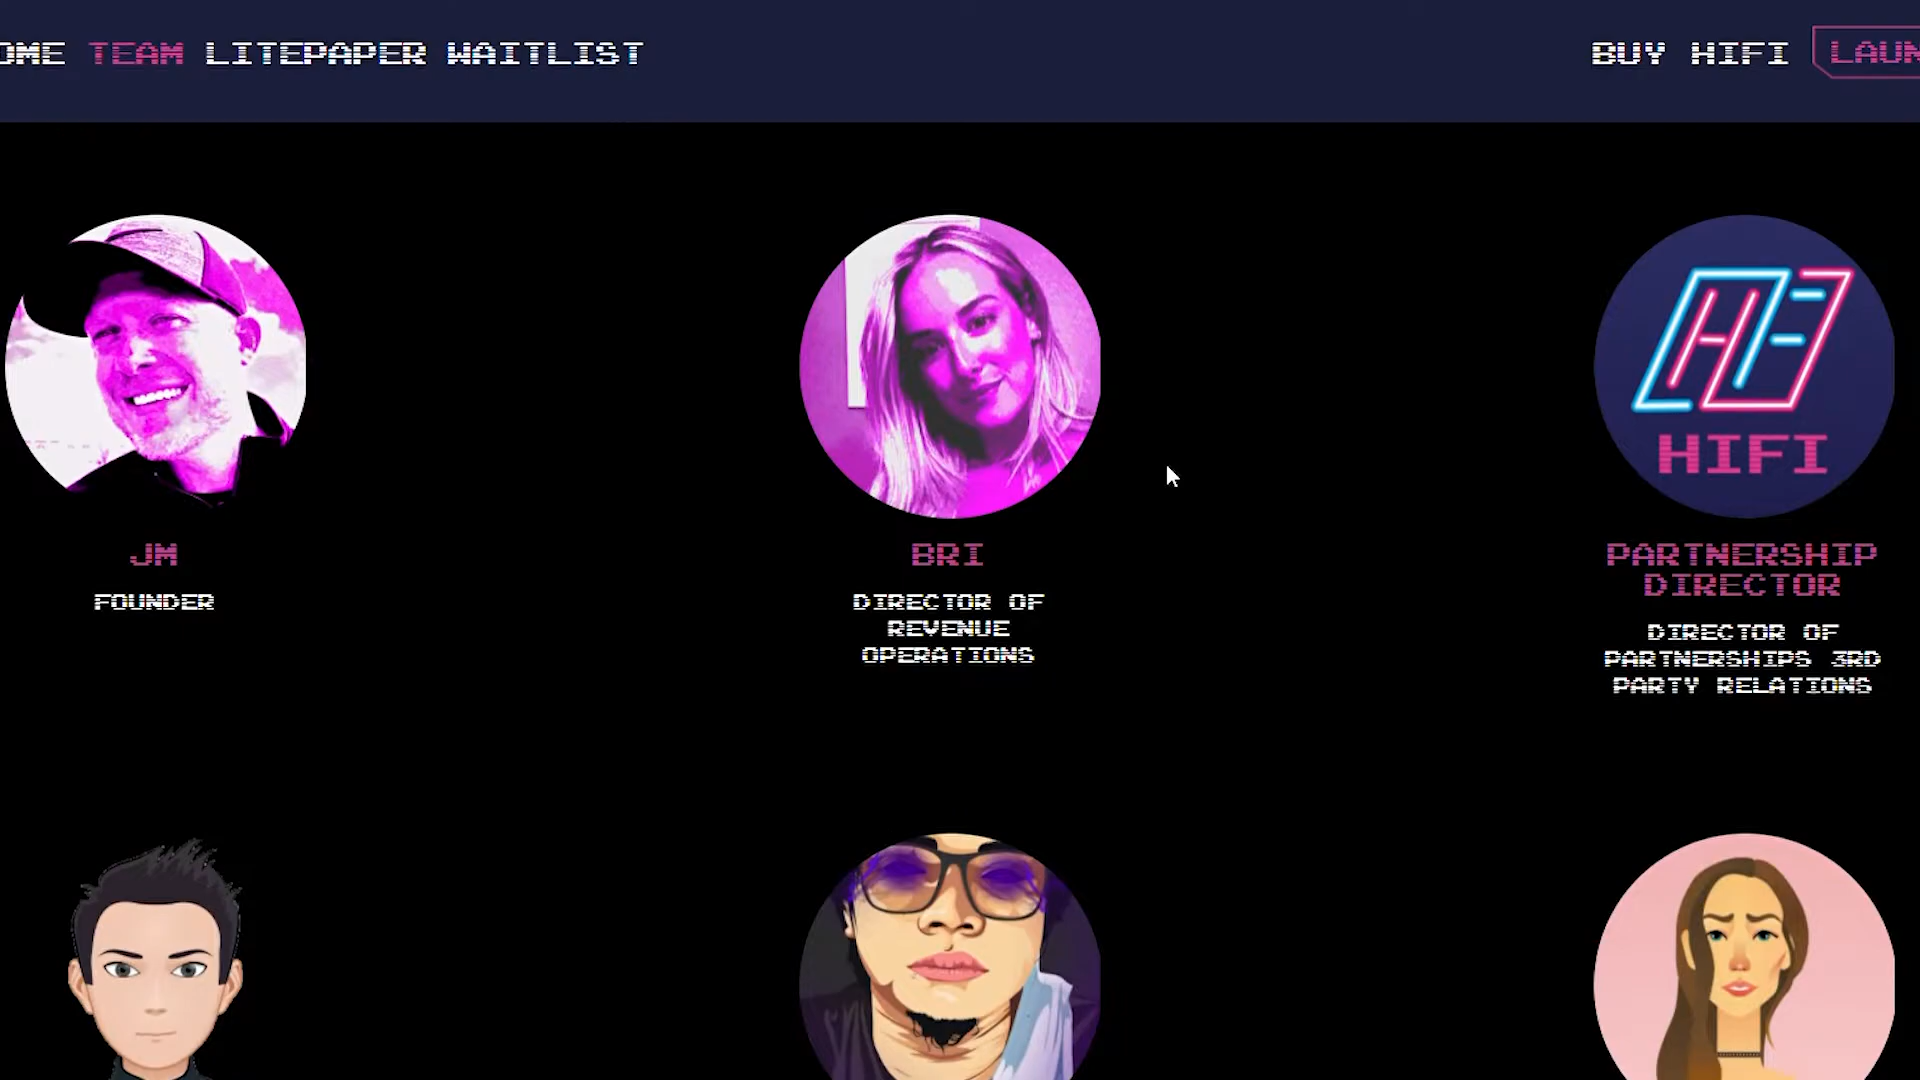 OME TEAM LITEPAPER WAITLIST
BUY HIFI
LAUN
HIFI
JM
FOUNDER
BRI
DIRECTOR OF
REVENUE
OPERATIONS
PARTNERSHIP
DIRECTOR
DIRECTOR OF
PARTNERSHIPS 3RD
PARTY RELATIONS